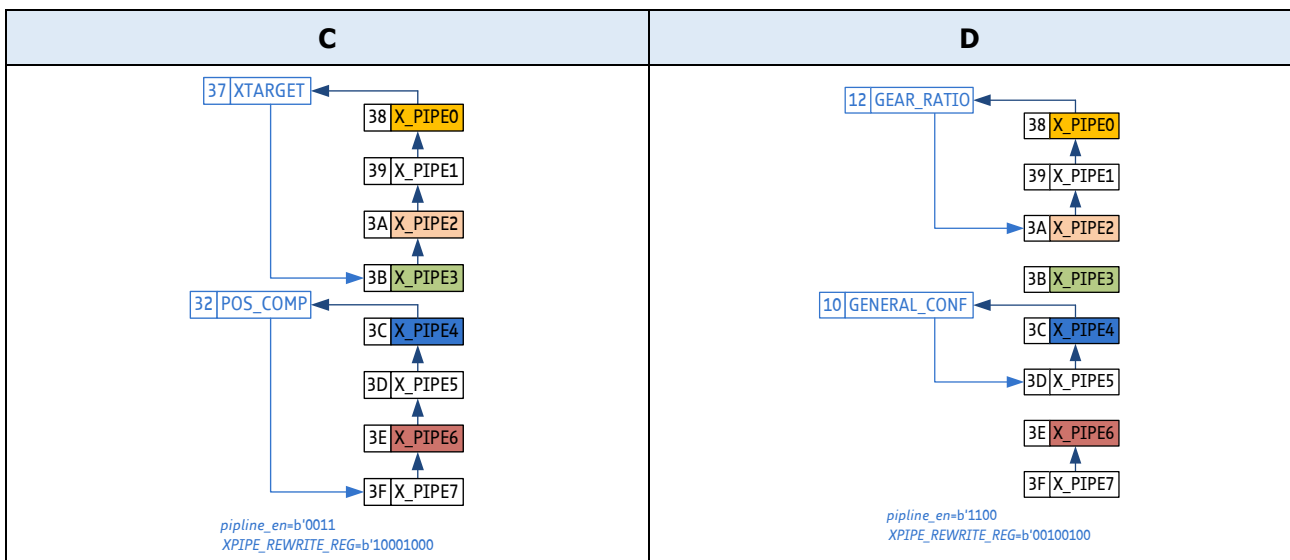 C
D
37 XTARGET
38 X_PIPE0
39 X_PIPE1
3A X_PIPE2
3B X_PIPE3
32 POS_COMP
3C X_PIPE4
3D X_PIPE5
3E X_PIPE6
3F X_PIPE7
pipline_en=b'0011
XPIPE_REWRITE_REG=b'10001000
12 GEAR_RATIO
38 X_PIPE0
39 X_PIPE1
3A X_PIPE2
3B X_PIPE3
10 GENERAL_CONF
3C X_PIPE4
3D X_PIPE5
3E X_PIPE6
3F X_PIPE7
pipline_en=b'1100
XPIPE_REWRITE_REG=b'00100100